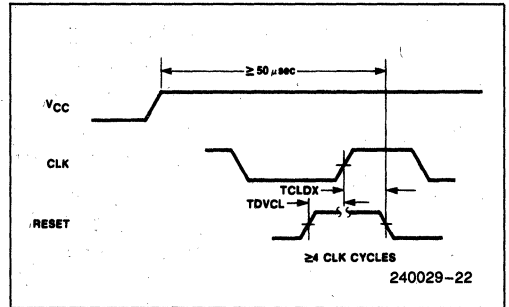 ≥ 50 μsec
VCC
CLK
TCLDX
TDVCL
RESET
≥4 CLK CYCLES
240029-22